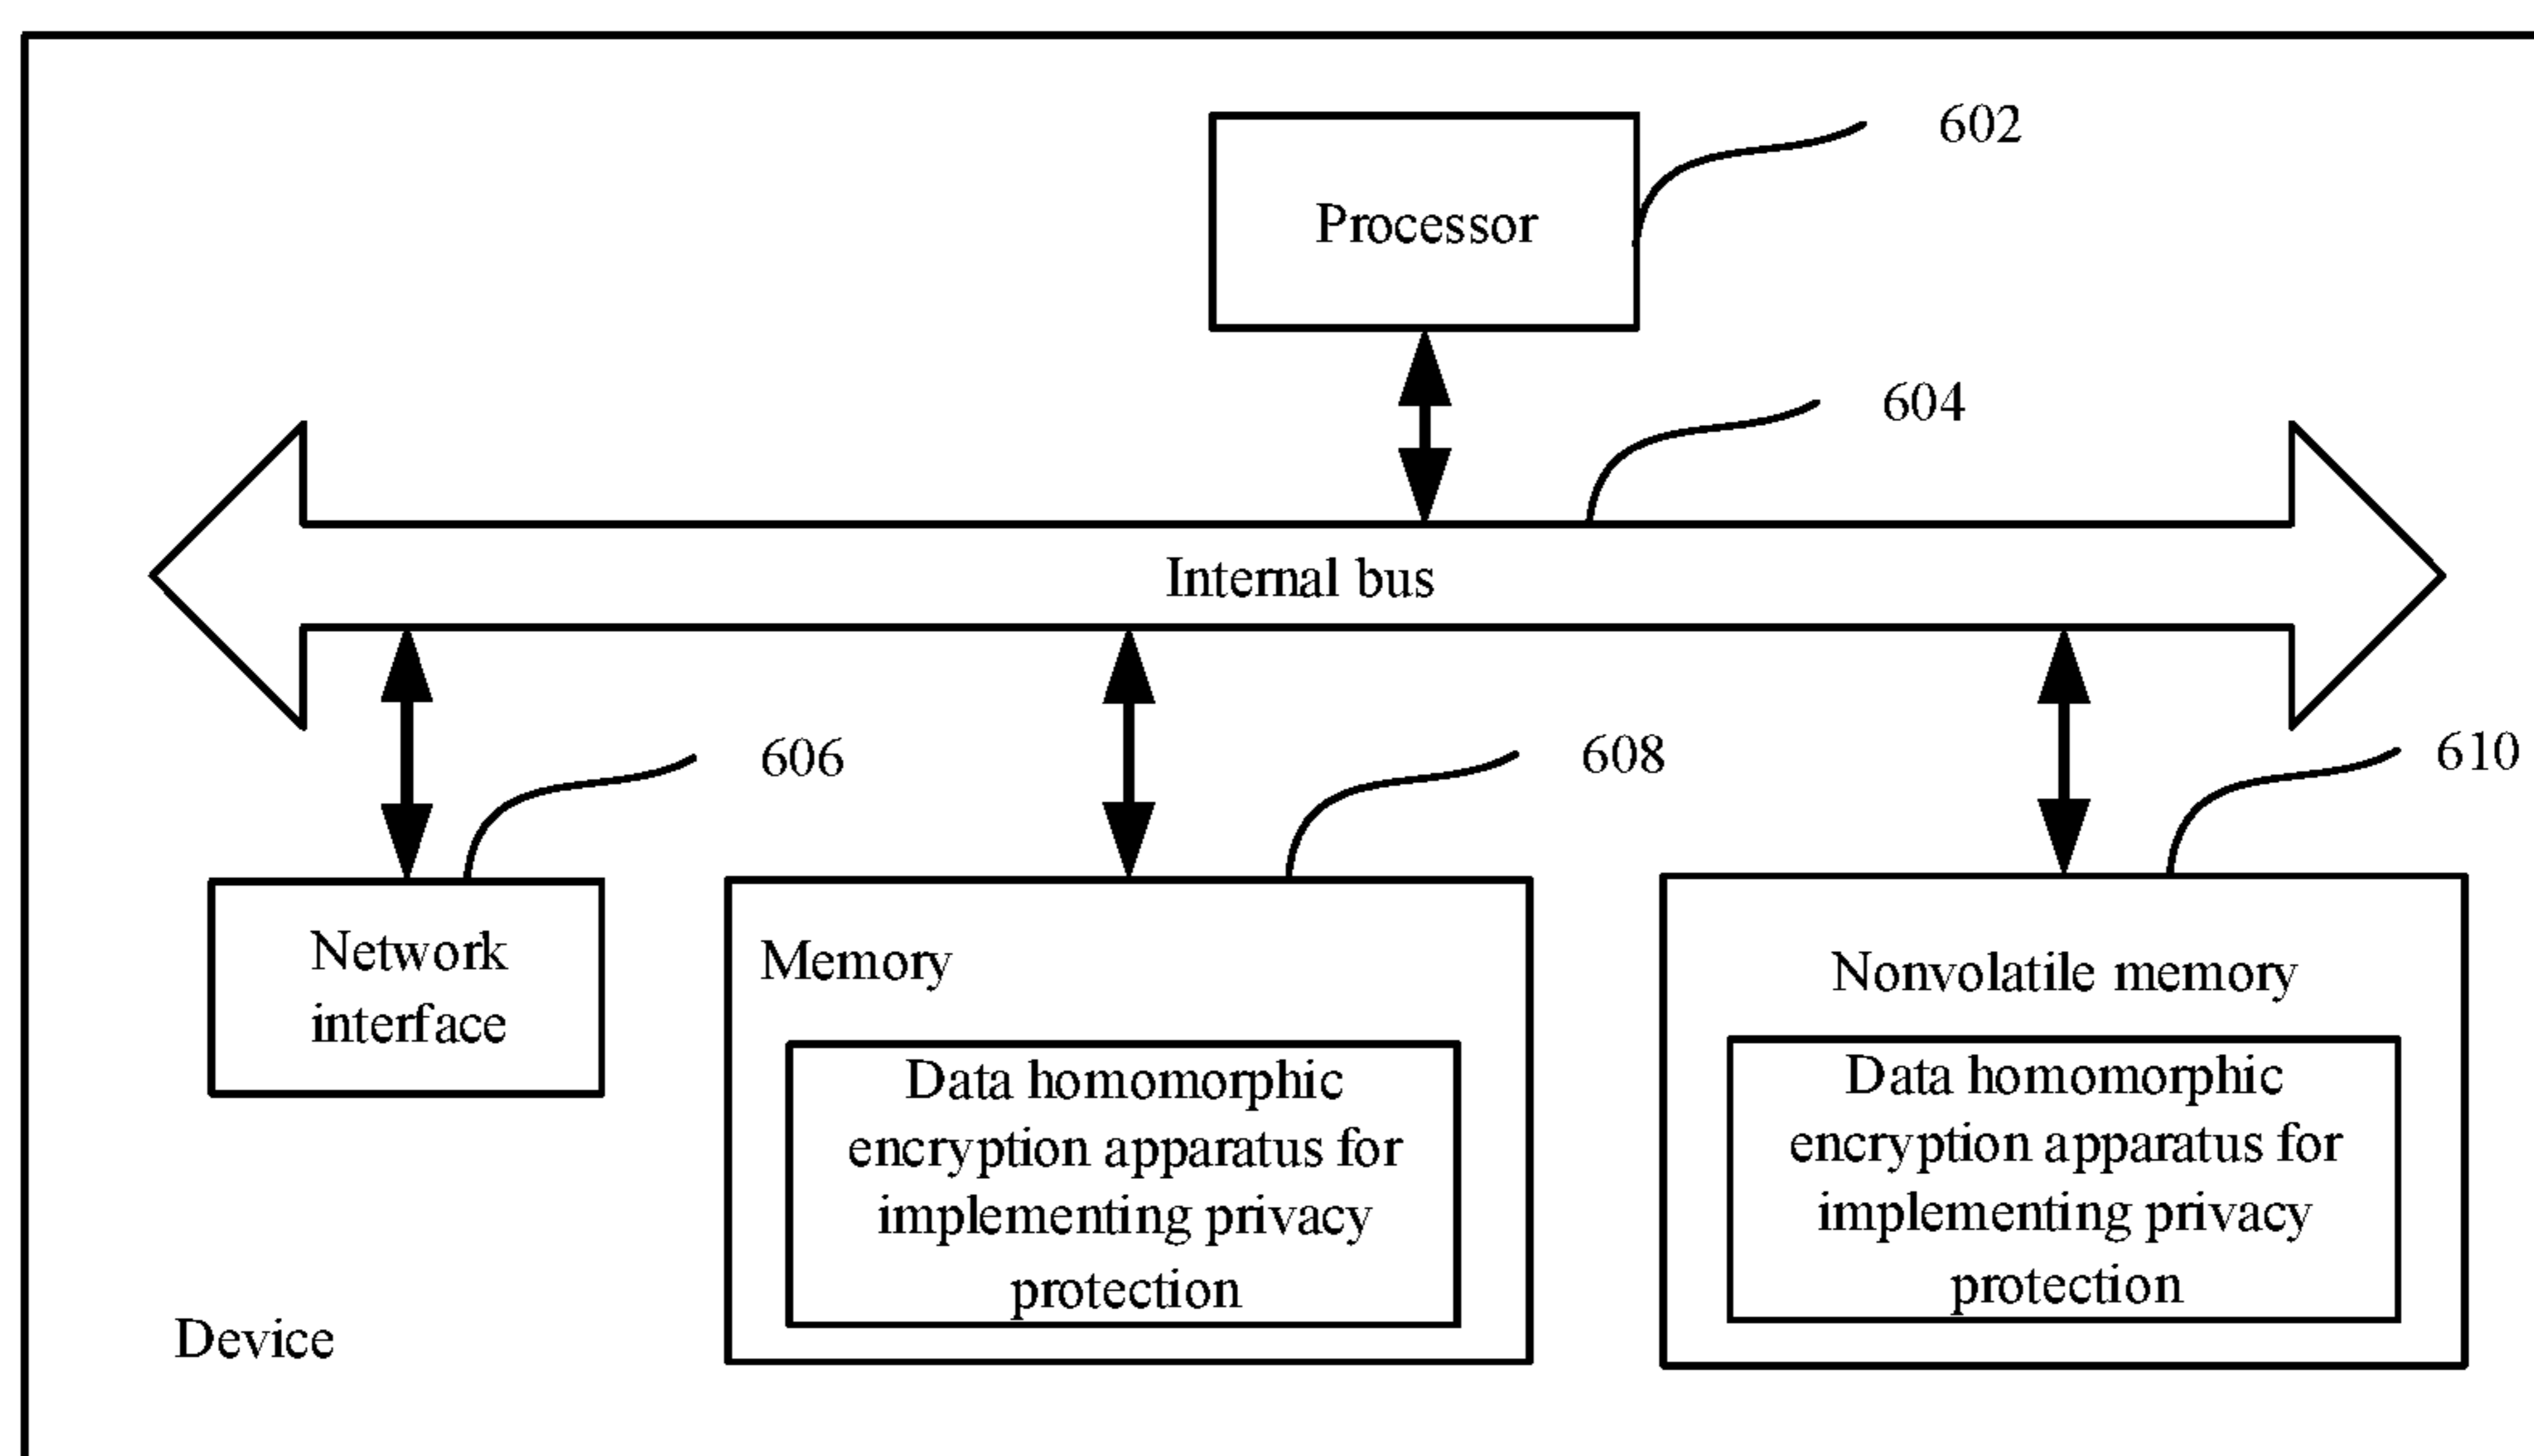 602
Processor
604
Internal bus
606
608
610
Network
interface
Memory
Data homomorphic
encryption apparatus for
implementing privacy
protection
Nonvolatile memory
Data homomorphic
encryption apparatus for
implementing privacy
protection
Device